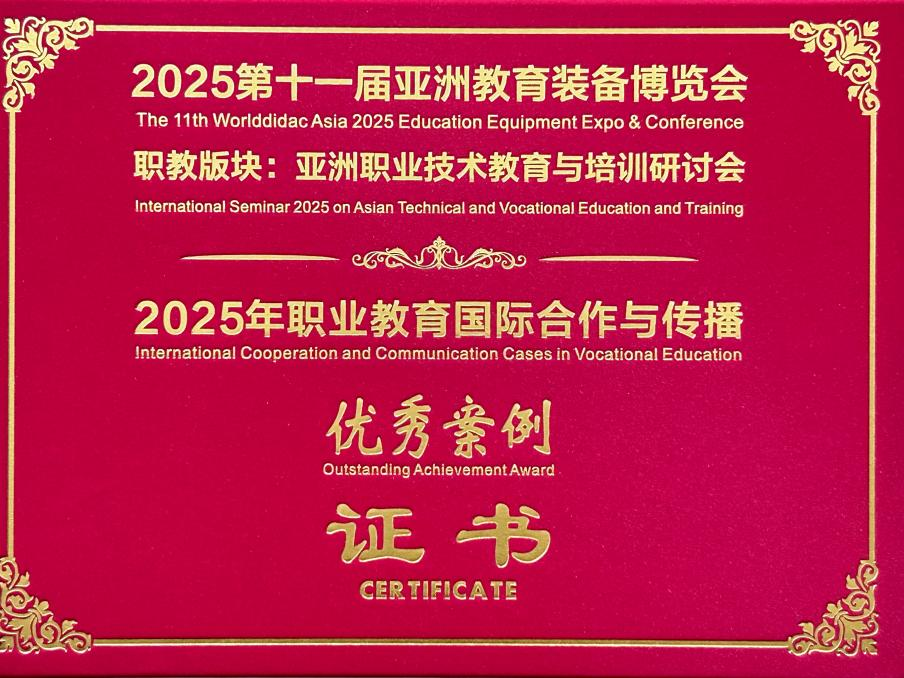 2025第十一届亚洲教育装备博览会
The 11th Worlddidac Asia 2025 Education Equipment Expo & Conference
职教版块：亚洲职业技术教育与培训研讨会
International Seminar 2025 on Asian Technical and Vocational Education and Training
2025年职业教育国际合作与传播
International Cooperation and Communication Cases in Vocational Education
优秀案例
Outstanding Achievement Award
证书
CERTIFICATE